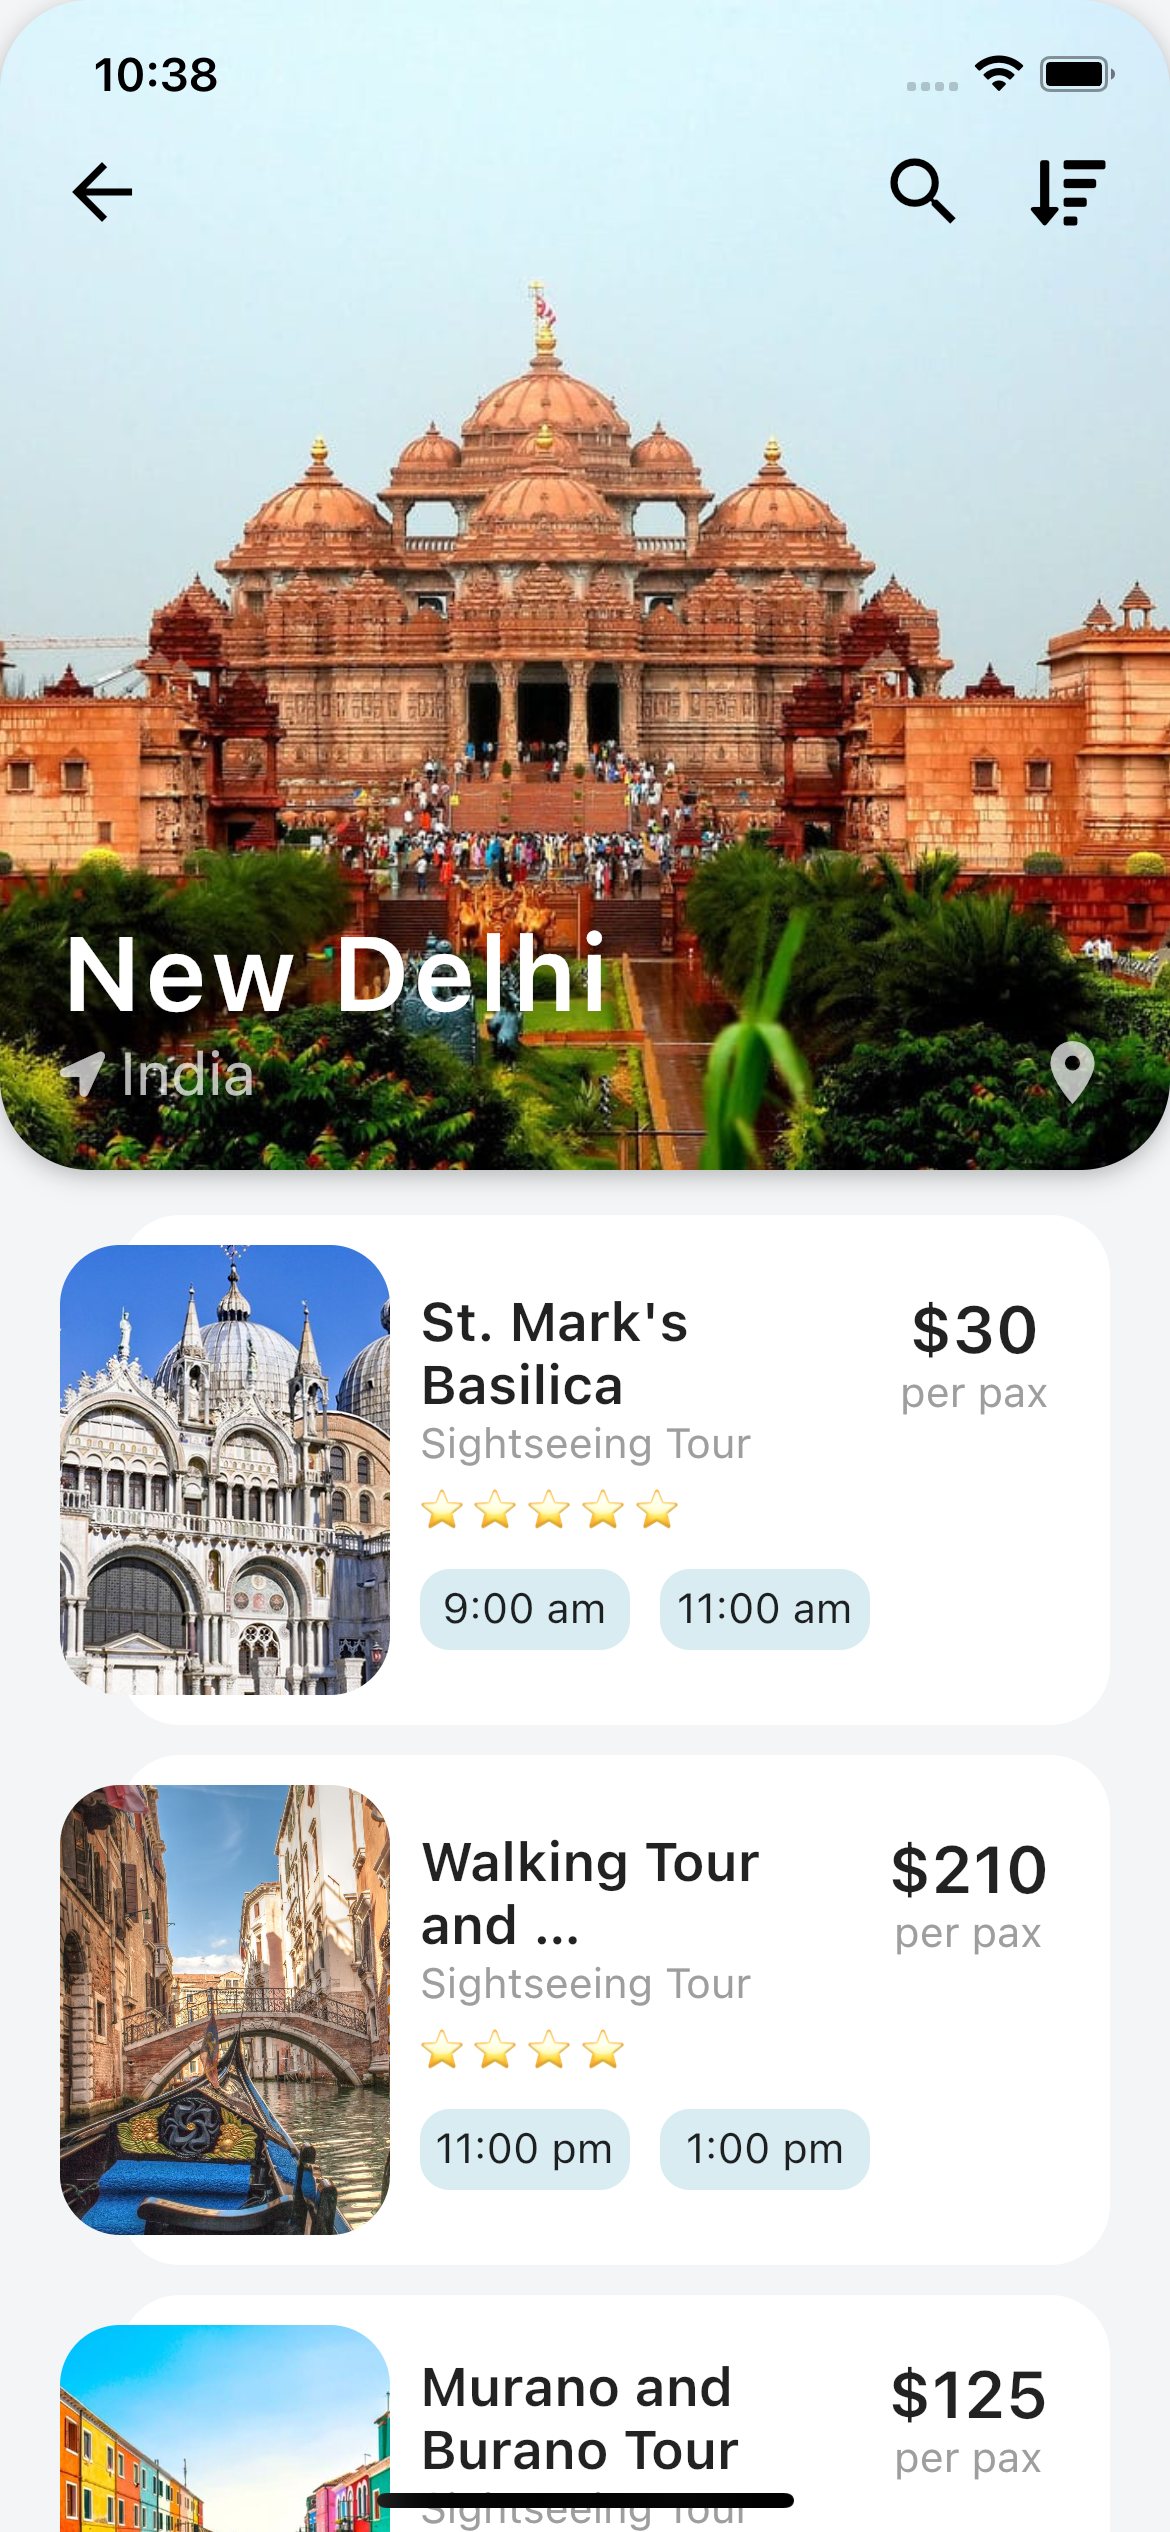 10:38
New Delhi
India
St. Mark's
Basilica
$30
per pax
Sightseeing Tour
9:00 am
11:00 am
Walking Tour
and ...
$210
per pax
Sightseeing Tour
11:00 pm
1:00 pm
Murano and
Burano Tour
$125
per pax
Sightseeing Tour